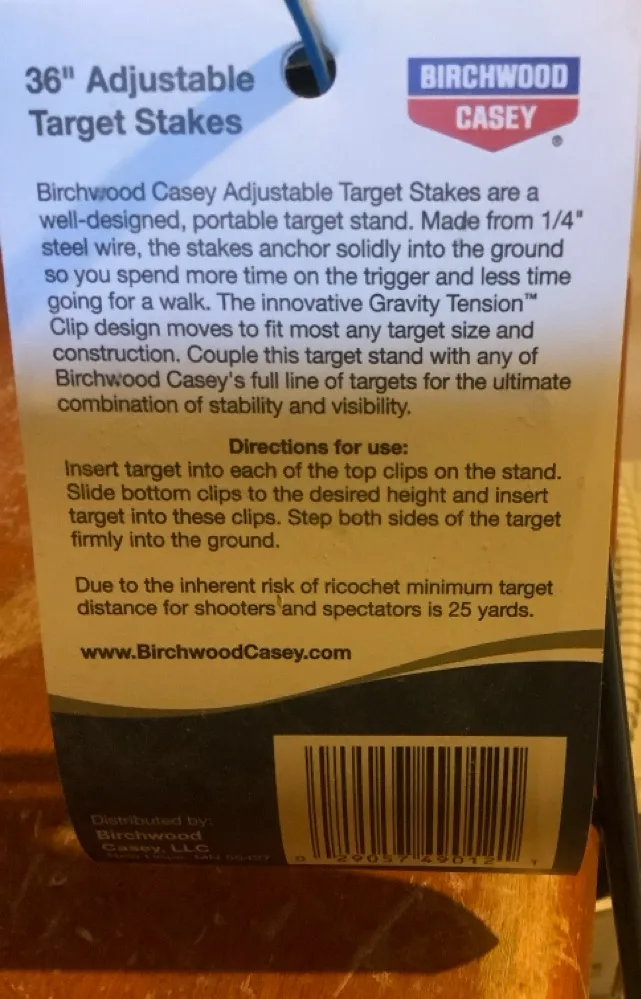 36" Adjustable
Target Stakes
BIRCHWOOD
CASEY
®
Birchwood Casey Adjustable Target Stakes are a
well-designed, portable target stand. Made from 1/4"
steel wire, the stakes anchor solidly into the ground
so you spend more time on the trigger and less time
going for a walk. The innovative Gravity Tension™
Clip design moves to fit most any target size and
construction. Couple this target stand with any of
Birchwood Casey's full line of targets for the ultimate
combination of stability and visibility.
Directions for use:
Insert target into each of the top clips on the stand.
Slide bottom clips to the desired height and insert
target into these clips. Step both sides of the target
firmly into the ground.
Due to the inherent risk of ricochet minimum target
distance for shooters and spectators is 25 yards.
www.BirchwoodCasey.com
Distributed by:
Birchwood
Casey, LLC
MN
0 29057 49012 1